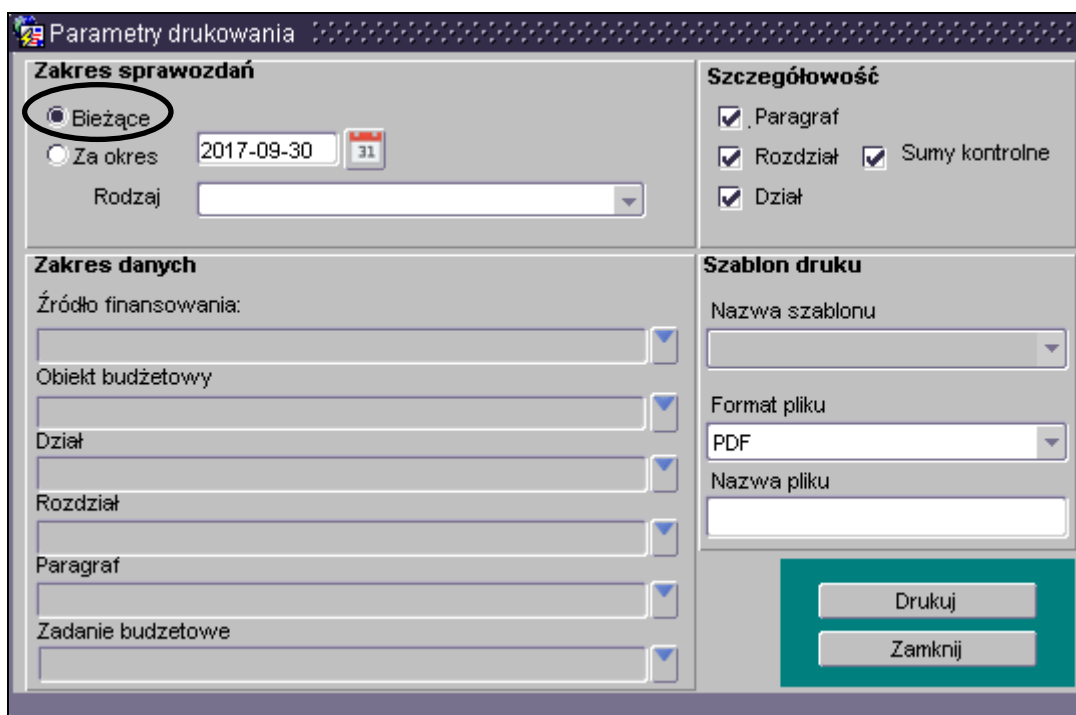 Parametry drukowania
Zakres sprawozdań
Bieżące
Za okres 2017-09-30 31
Rodzaj
Szczegółowość
Paragraf
Rozdział Sumy kontrolne
Dział
Zakres danych
Źródło finansowania:
Obiekt budżetowy
Dział
Rozdział
Paragraf
Zadanie budzetowe
Szablon druku
Nazwa szablonu
Format pliku
PDF
Nazwa pliku
Drukuj
Zamknij